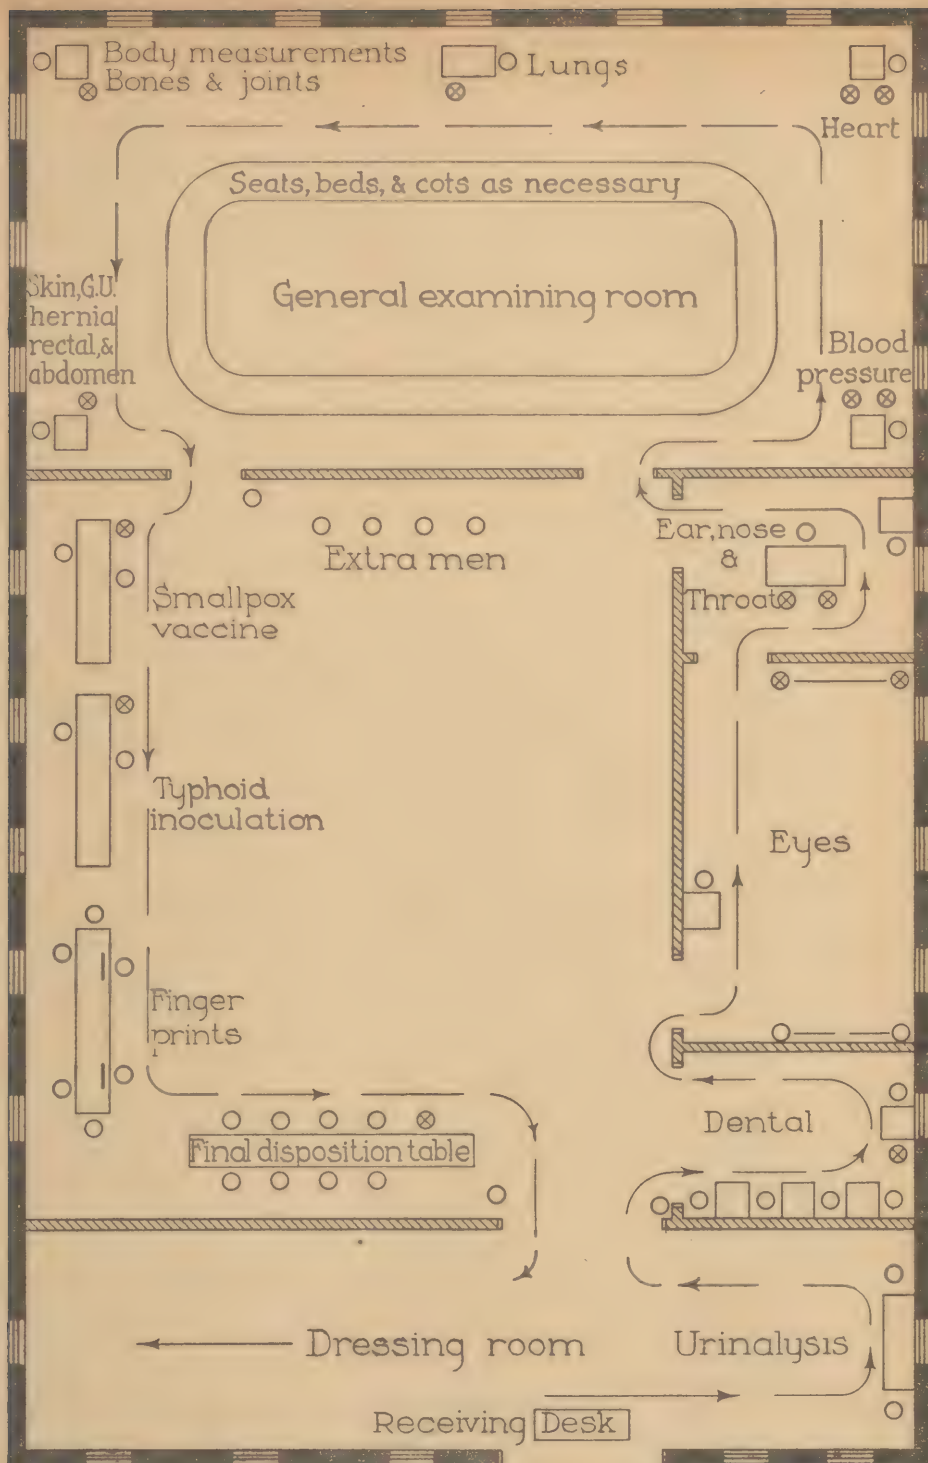 Body measurements
Bones & joints
Lungs
Heart
Seats, beds, & cots as necessary
General examining room
Skin, G.U.
hernia
rectal, &
abdomen
Blood
pressure
Extra men
Ear, nose
&
Throat
Smallpox
vaccine
Typhoid
inoculation
Eyes
Finger
prints
Dental
Final disposition table
Dressing room
Urinalysis
Receiving Desk